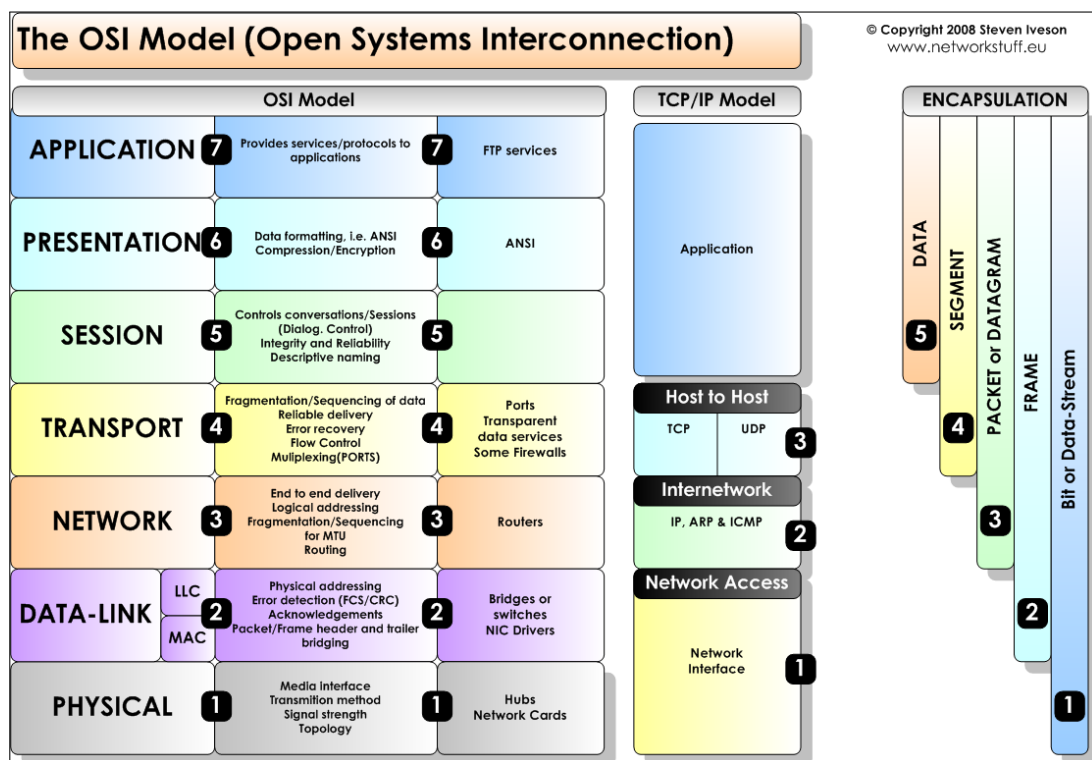 The OSI Model (Open Systems Interconnection)
© Copyright 2008 Steven Iveson
www.networkstuff.eu
OSI Model
TCP/IP Model
ENCAPSULATION
APPLICATION
7
Provides services/protocols to
applications
7
FTP services
PRESENTATION
6
Data formatting, i.e. ANSI
Compression/Encryption
6
ANSI
SESSION
5
Controls conversations/Sessions
(Dialog. Control)
Integrity and Reliability
Descriptive naming
5
TRANSPORT
4
Fragmentation/Sequencing of data
Reliable delivery
Error recovery
Flow Control
Muliplexing(PORTS)
4
Ports
Transparent
data services
Some Firewalls
NETWORK
3
End to end delivery
Logical addressing
Fragmentation/Sequencing
for MTU
Routing
3
Routers
DATA-LINK
LLC
MAC
2
Physical addressing
Error detection (FCS/CRC)
Acknowledgements
Packet/Frame header and trailer
bridging
2
Bridges or
switches
NIC Drivers
PHYSICAL
1
Media interface
Transmition method
Signal strength
Topology
1
Hubs
Network Cards
Application
Host to Host
TCP
UDP
3
Internetwork
IP, ARP & ICMP
2
Network Access
Network
Interface
1
DATA
5
SEGMENT
4
PACKET or DATAGRAM
3
FRAME
2
Bit or Data-Stream
1